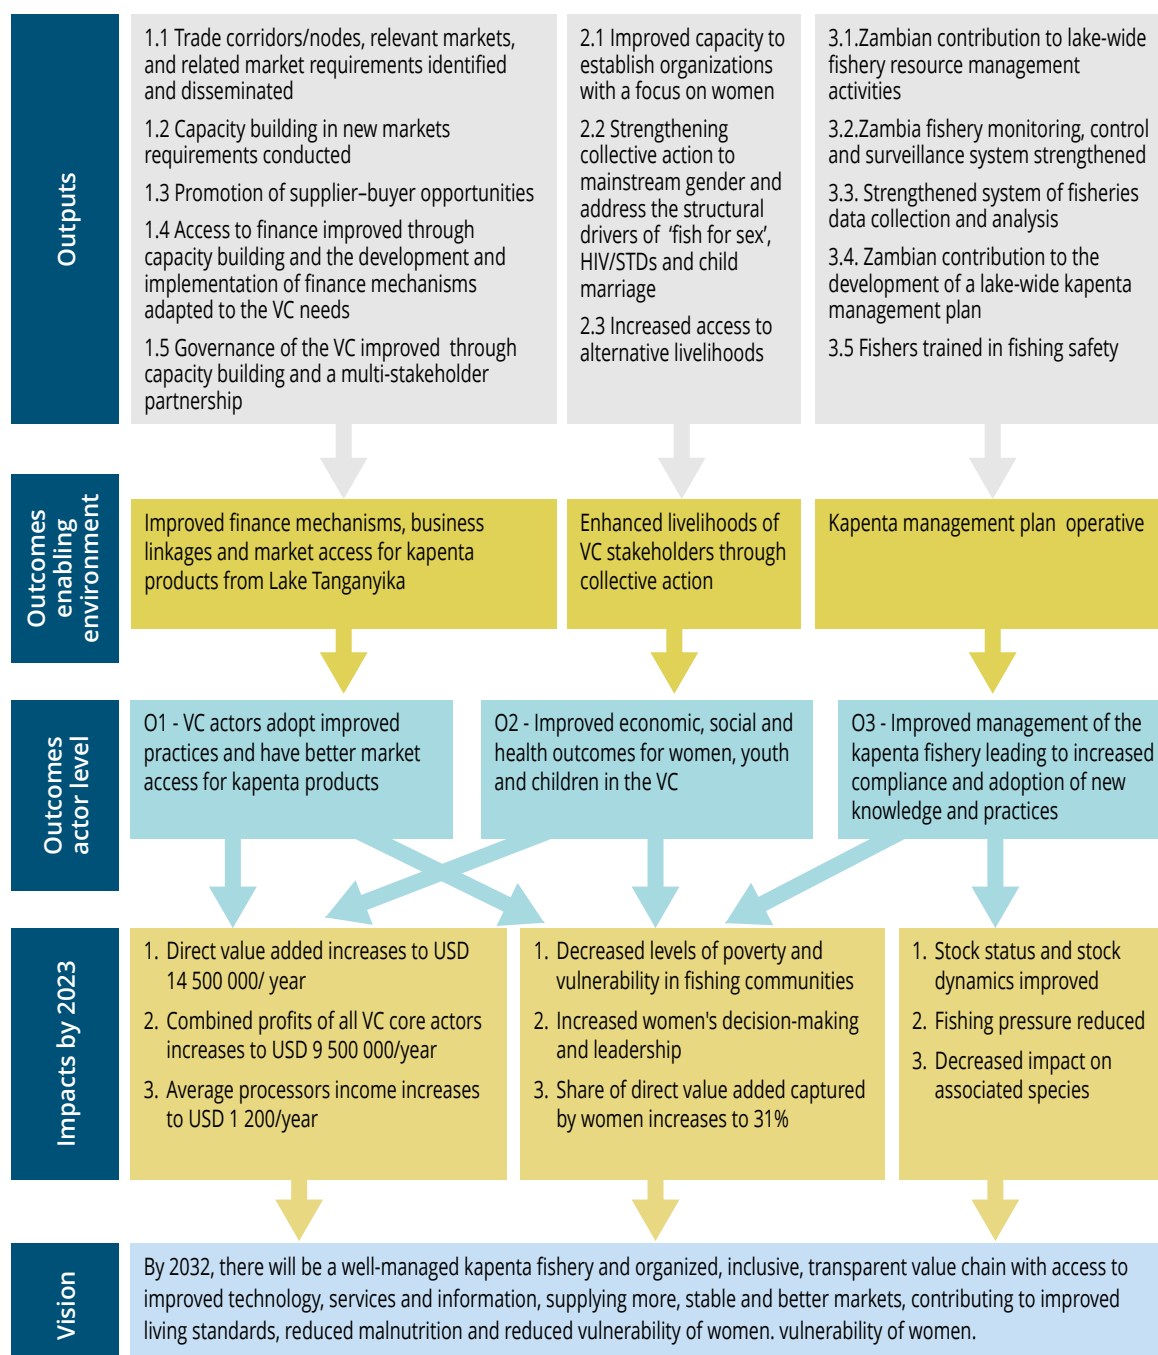 Outputs
1.1 Trade corridors/nodes, relevant markets,
and related market requirements identified
and disseminated
1.2 Capacity building in new markets
requirements conducted
1.3 Promotion of supplier–buyer opportunities
1.4 Access to finance improved through
capacity building and the development and
implementation of finance mechanisms
adapted to the VC needs
1.5 Governance of the VC improved through
capacity building and a multi-stakeholder
partnership
2.1 Improved capacity to
establish organizations
with a focus on women
2.2 Strengthening
collective action to
mainstream gender and
address the structural
drivers of ‘fish for sex’,
HIV/STDs and child
marriage
2.3 Increased access to
alternative livelihoods
3.1.Zambian contribution to lake-wide
fishery resource management
activities
3.2.Zambia fishery monitoring, control
and surveillance system strengthened
3.3. Strengthened system of fisheries
data collection and analysis
3.4. Zambian contribution to the
development of a lake-wide kapenta
management plan
3.5 Fishers trained in fishing safety
Outcomes
enabling
environment
Improved finance mechanisms, business
linkages and market access for kapenta
products from Lake Tanganyika
Enhanced livelihoods of
VC stakeholders through
collective action
Kapenta management plan operative
Outcomes
actor level
O1 - VC actors adopt improved
practices and have better market
access for kapenta products
O2 - Improved economic, social and
health outcomes for women, youth
and children in the VC
O3 - Improved management of the
kapenta fishery leading to increased
compliance and adoption of new
knowledge and practices
Impacts by 2023
1. Direct value added increases to USD
14 500 000/ year
2. Combined profits of all VC core actors
increases to USD 9 500 000/year
3. Average processors income increases
to USD 1 200/year
1. Decreased levels of poverty and
vulnerability in fishing communities
2. Increased women's decision-making
and leadership
3. Share of direct value added captured
by women increases to 31%
1. Stock status and stock
dynamics improved
2. Fishing pressure reduced
3. Decreased impact on
associated species
Vision
By 2032, there will be a well-managed kapenta fishery and organized, inclusive, transparent value chain with access to
improved technology, services and information, supplying more, stable and better markets, contributing to improved
living standards, reduced malnutrition and reduced vulnerability of women. vulnerability of women.